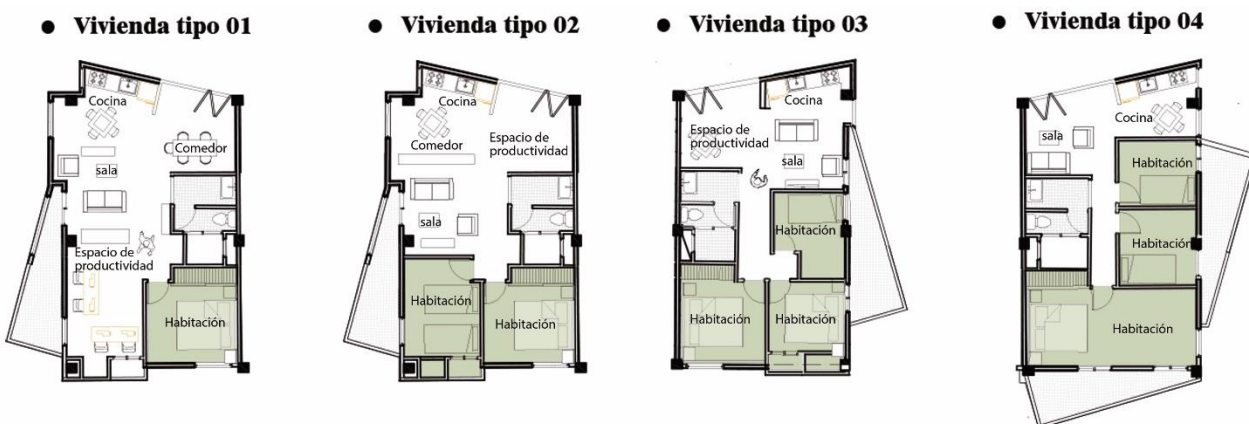 ● Vivienda tipo 01
Cocina
Comedor
sala
Espacio de
productividad
Habitación
● Vivienda tipo 02
Cocina
Espacio de
productividad
Comedor
sala
Habitación
Habitación
● Vivienda tipo 03
Cocina
Espacio de
productividad
sala
Habitación
Habitación
Habitación
● Vivienda tipo 04
Cocina
sala
Habitación
Habitación
Habitación